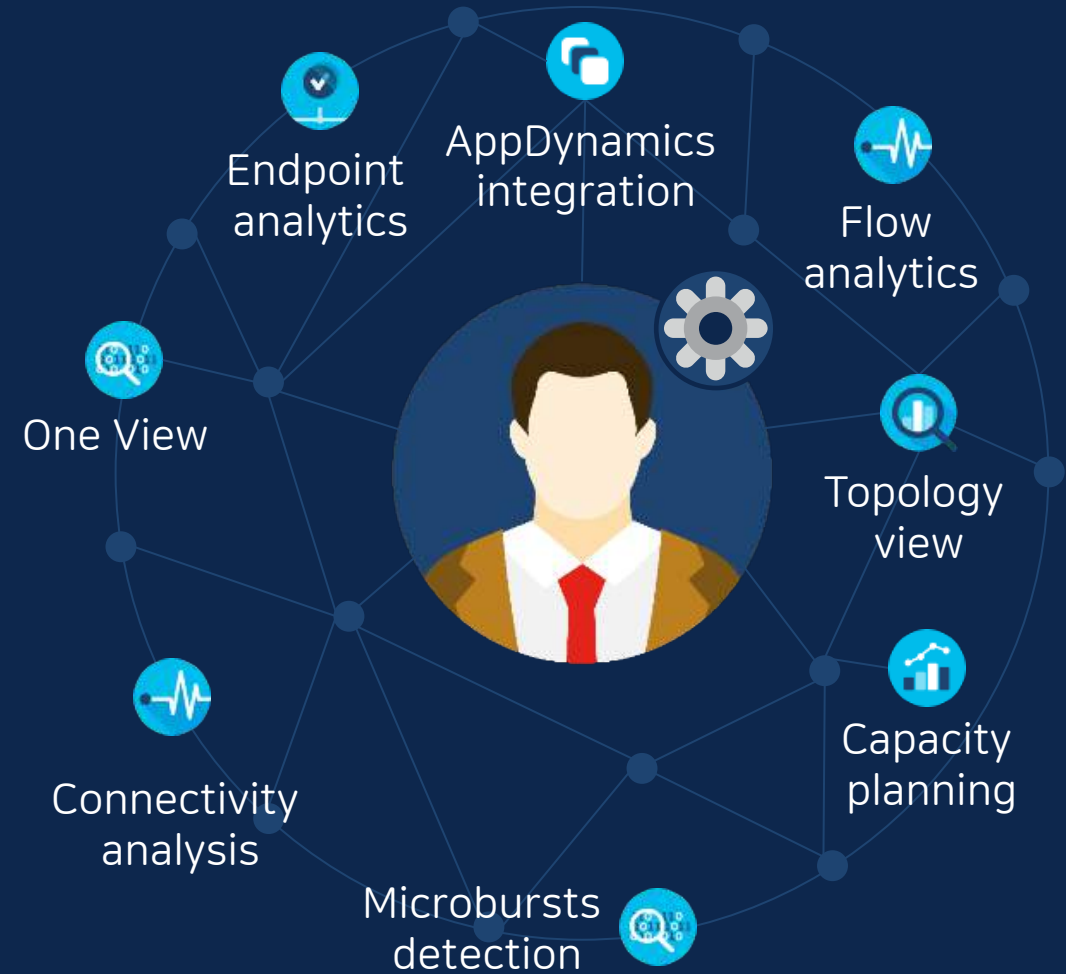 Endpoint
analytics
AppDynamics
integration
Flow
analytics
One View
Topology
view
Connectivity
analysis
Capacity
planning
Microbursts
detection